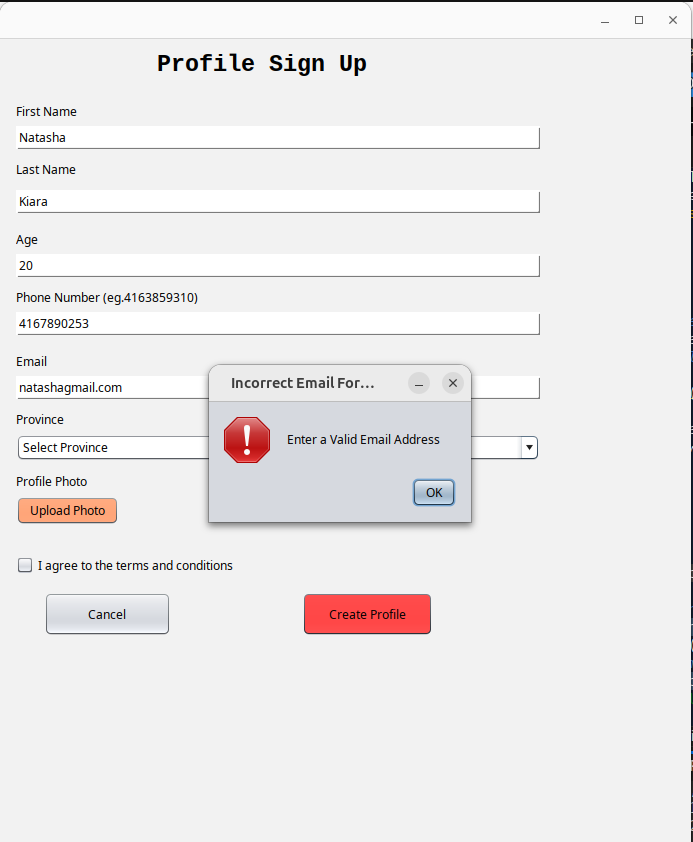 Profile Sign Up
First Name
Natasha
Last Name
Kiara
Age
20
Phone Number (eg.4163859310)
4167890253
Email
natashagmail.com
Incorrect Email For...
Enter a Valid Email Address
OK
Province
Select Province
Profile Photo
Upload Photo
I agree to the terms and conditions
Cancel
Create Profile